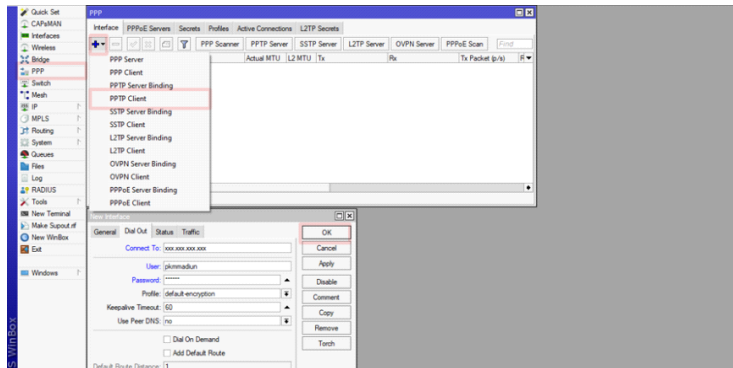 Quick Set
CAPsMAN
Interfaces
Wireless
Bridge
PPP
Switch
Mesh
IP
MPLS
Routing
System
Queues
Files
Log
RADIUS
Tools
New Terminal
Make Supout.rif
New WinBox
Exit
Windows
S WinBox
PPP
Interface PPPoE Servers Secrets Profiles Active Connections L2TP Secrets
PPP Scanner PPTP Server SSTP Server L2TP Server OVPN Server PPPoE Scan Find
Actual MTU L2 MTU Tx Rx Tx Packet (p/s)
PPP Server
PPP Client
PPTP Server Binding
PPTP Client
SSTP Server Binding
SSTP Client
L2TP Server Binding
L2TP Client
OVPN Server Binding
OVPN Client
PPPoE Server Binding
PPPoE Client
New Interface
General Dial Out Status Traffic
Connect To: xxx.xxx.xxx.xxx
User: pkmmadiun
Password: ******
Profile: default-encryption
Keepalive Timeout: 60
Use Peer DNS: no
Dial On Demand
Add Default Route
Default Route Distance: 1
OK
Cancel
Apply
Disable
Comment
Copy
Remove
Torch